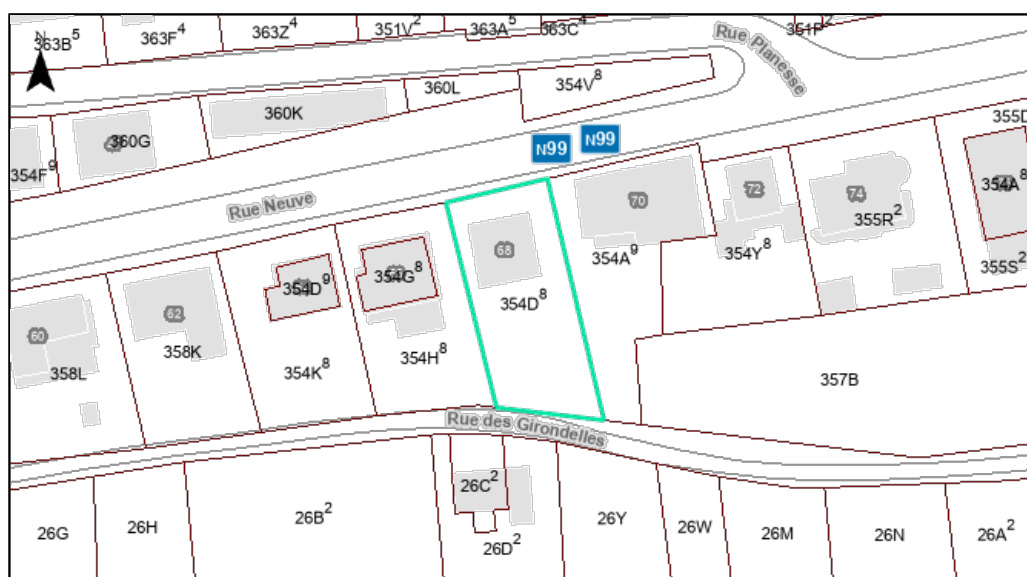 N
363B⁵
363F⁴
363Z⁴
351V²
363A⁵
363C⁴
351P²
Rue Planesse
360L
354V⁸
360K
360G
354F⁹
N99
N99
355D
354A⁸
Rue Neuve
70
72
74
355R²
68
354A⁹
354Y⁸
355S²
354G⁸
354D⁹
354D⁸
62
60
358K
358L
354K⁸
354H⁸
357B
Rue des Girondelles
26C²
26G
26H
26B²
26D²
26Y
26W
26M
26N
26A²